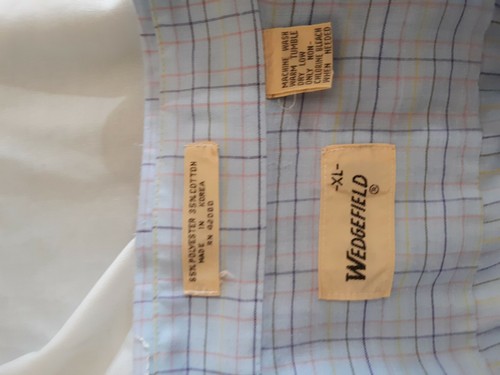 MACHINE WASH
WARM TUMBLE
DRY LOW
ONLY NON-
CHLORINE BLEACH
WHEN NEEDED
-XL-
WEDGEFIELD®
65% POLYESTER 35% COTTON
MADE IN KOREA
RN 42000